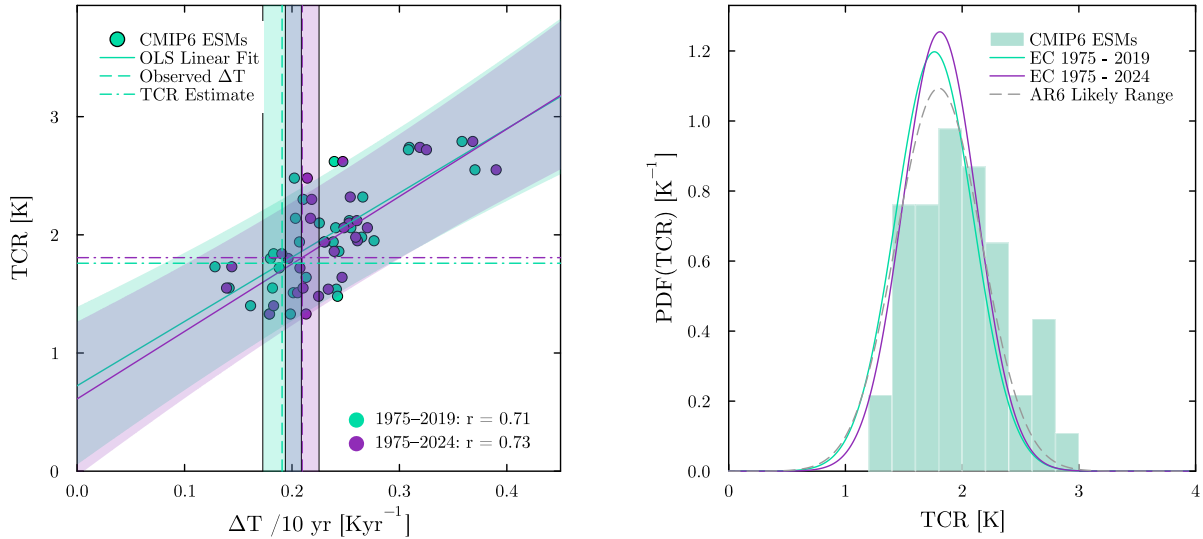 CMIP6 ESMs
OLS Linear Fit
Observed ΔT
TCR Estimate
3
2
1
0
TCR [K]
1975–2019: r = 0.71
1975–2024: r = 0.73
0.0 0.1 0.2 0.3 0.4
ΔT /10 yr [Kyr⁻¹]
CMIP6 ESMs
EC 1975 - 2019
EC 1975 - 2024
AR6 Likely Range
1.2
1.0
0.8
0.6
0.4
0.2
0.0
PDF(TCR) [K⁻¹]
0 1 2 3 4
TCR [K]